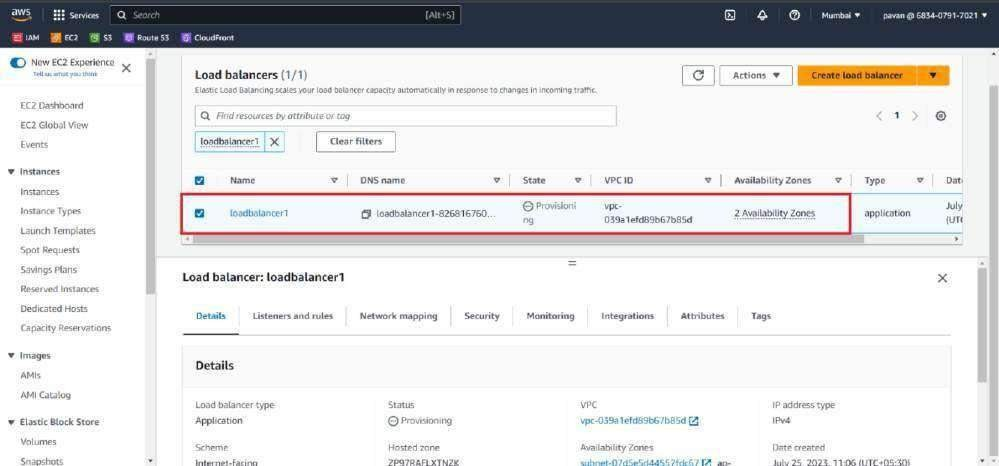 aws Services Search [Alt+S] Mumbai pavan @ 6834-0791-7021
IAM EC2 S3 Route 53 CloudFront
New EC2 Experience
Tell us what you think
EC2 Dashboard
EC2 Global View
Events
Instances
Instances
Instance Types
Launch Templates
Spot Requests
Savings Plans
Reserved Instances
Dedicated Hosts
Capacity Reservations
Images
AMIs
AMI Catalog
Elastic Block Store
Volumes
Snapshots
Load balancers (1/1)
Actions Create load balancer
Elastic Load Balancing scales your load balancer capacity automatically in response to changes in incoming traffic.
Find resources by attribute or tag
1
loadbalancer1 Clear filters
Name DNS name State VPC ID Availability Zones Type Date
loadbalancer1 loadbalancer1-826816760... Provisioni
ng vpc-
039a1efd89b67b85d 2 Availability Zones application July
(UTC
Load balancer: loadbalancer1
Details Listeners and rules Network mapping Security Monitoring Integrations Attributes Tags
Details
Load balancer type Status VPC IP address type
Application Provisioning vpc-039a1efd89b67b85d IPv4
Scheme Hosted zone Availability Zones Date created
Internet-facing ZP97RAFLXTNZK subnet-07d5e5d44557fdc67 ap- July 25, 2023, 11:06 (UTC+05:30)